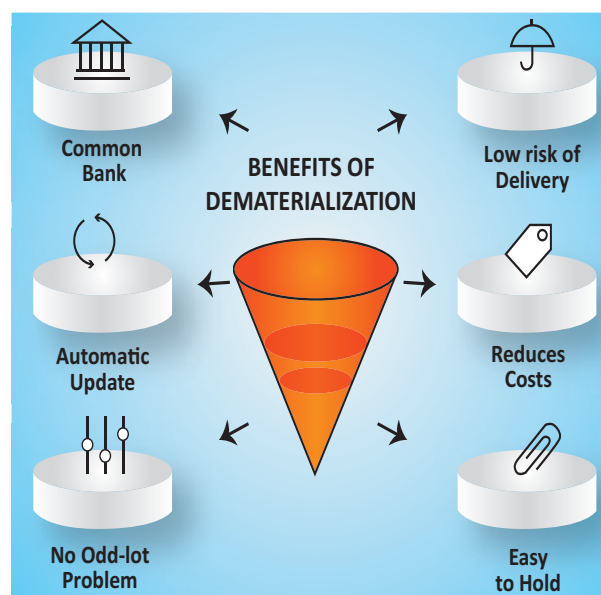 BENEFITS OF
DEMATERIALIZATION
Common
Bank
Low risk of
Delivery
Automatic
Update
Reduces
Costs
No Odd-lot
Problem
Easy
to Hold